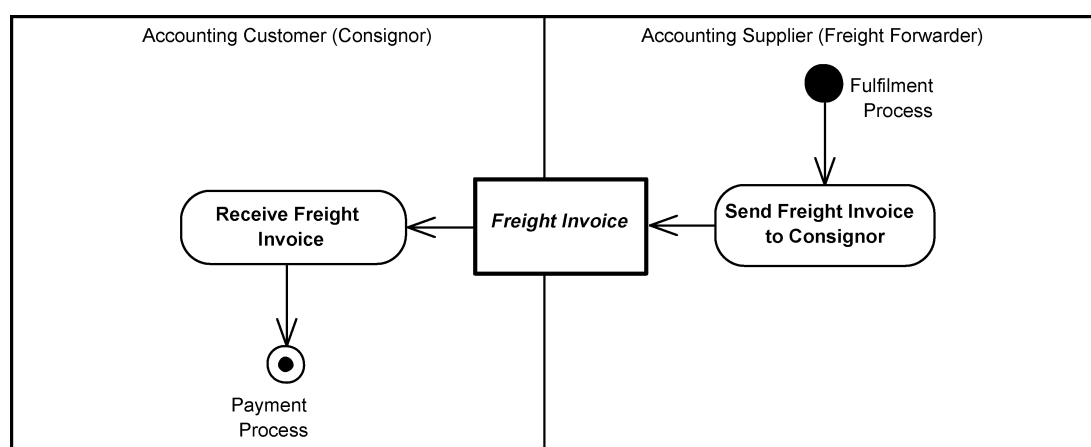 Accounting Customer (Consignor)
Accounting Supplier (Freight Forwarder)
Fulfilment
Process
Send Freight Invoice
to Consignor
Freight Invoice
Receive Freight
Invoice
Payment
Process